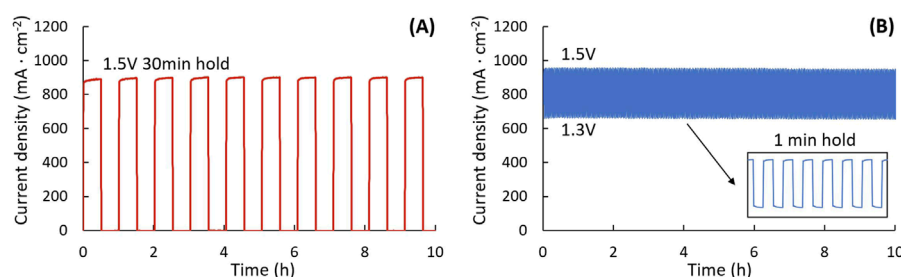 (A)
1.5V 30min hold
Current density (mA · cm⁻²)
1200
1000
800
600
400
200
0
0 2 4 6 8 10
Time (h)
(B)
1.5V
1.3V
1 min hold
Current density (mA · cm⁻²)
1200
1000
800
600
400
200
0
0 2 4 6 8 10
Time (h)